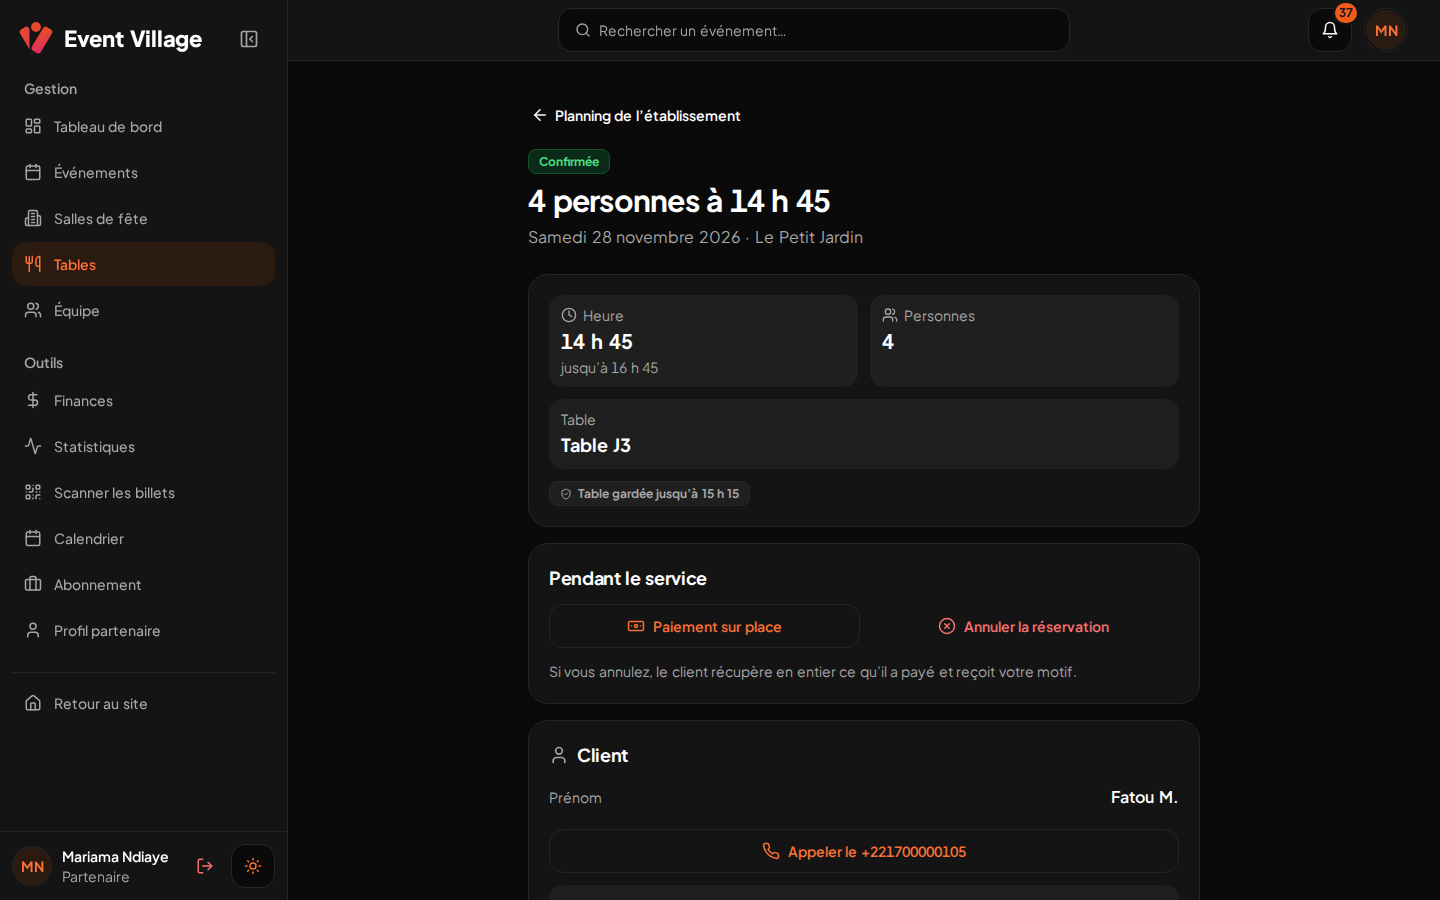 Event Village
Rechercher un événement…
37
MN
Gestion
Tableau de bord
Événements
Salles de fête
Tables
Équipe
Outils
Finances
Statistiques
Scanner les billets
Calendrier
Abonnement
Profil partenaire
Retour au site
MN
Mariama Ndiaye
Partenaire
Planning de l’établissement
Confirmée
4 personnes à 14 h 45
Samedi 28 novembre 2026 · Le Petit Jardin
Heure
14 h 45
jusqu’à 16 h 45
Personnes
4
Table
Table J3
Table gardée jusqu’à 15 h 15
Pendant le service
Paiement sur place
Annuler la réservation
Si vous annulez, le client récupère en entier ce qu’il a payé et reçoit votre motif.
Client
Prénom
Fatou M.
Appeler le +221700000105